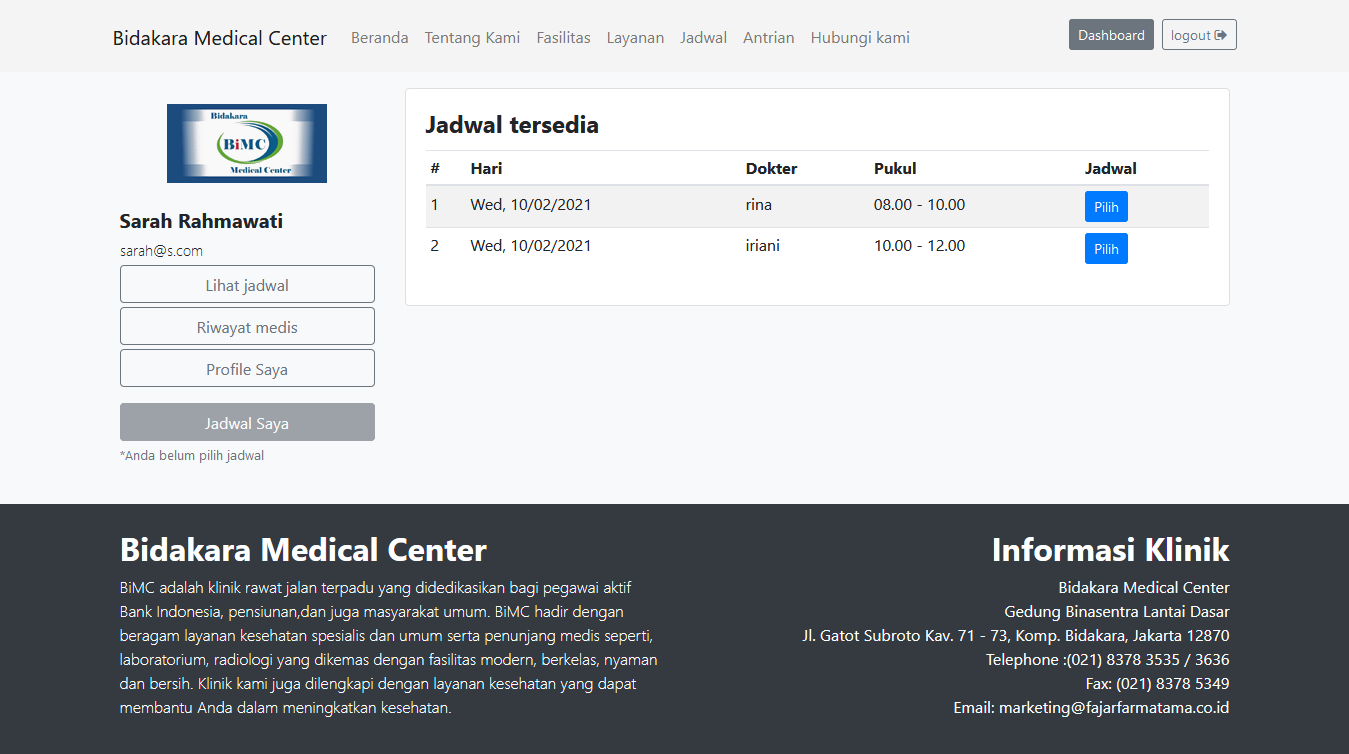 Bidakara Medical Center Beranda Tentang Kami Fasilitas Layanan Jadwal Antrian Hubungi kami Dashboard logout
Bidakara
BiMC
Medical Center
Sarah Rahmawati
sarah@s.com
Lihat jadwal
Riwayat medis
Profile Saya
Jadwal Saya
*Anda belum pilih jadwal
Jadwal tersedia
# Hari Dokter Pukul Jadwal
1 Wed, 10/02/2021 rina 08.00 - 10.00 Pilih
2 Wed, 10/02/2021 iriani 10.00 - 12.00 Pilih
Bidakara Medical Center
BiMC adalah klinik rawat jalan terpadu yang didedikasikan bagi pegawai aktif
Bank Indonesia, pensiunan,dan juga masyarakat umum. BiMC hadir dengan
beragam layanan kesehatan spesialis dan umum serta penunjang medis seperti,
laboratorium, radiologi yang dikemas dengan fasilitas modern, berkelas, nyaman
dan bersih. Klinik kami juga dilengkapi dengan layanan kesehatan yang dapat
membantu Anda dalam meningkatkan kesehatan.
Informasi Klinik
Bidakara Medical Center
Gedung Binasentra Lantai Dasar
Jl. Gatot Subroto Kav. 71 - 73, Komp. Bidakara, Jakarta 12870
Telephone :(021) 8378 3535 / 3636
Fax: (021) 8378 5349
Email: marketing@fajarfarmatama.co.id